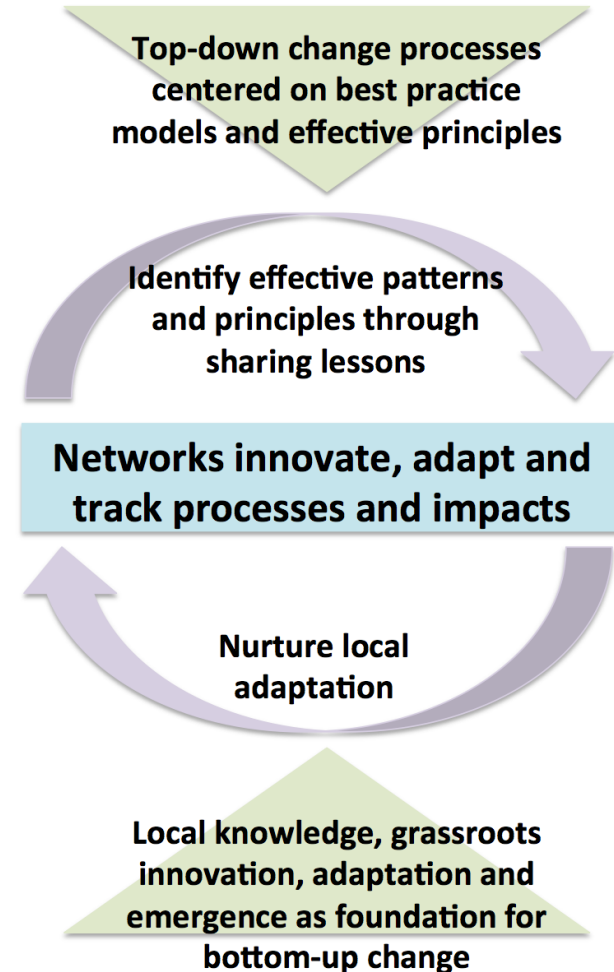 Top-down change processes
centered on best practice
models and effective principles
Identify effective patterns
and principles through
sharing lessons
Networks innovate, adapt and
track processes and impacts
Nurture local
adaptation
Local knowledge, grassroots
innovation, adaptation and
emergence as foundation for
bottom-up change